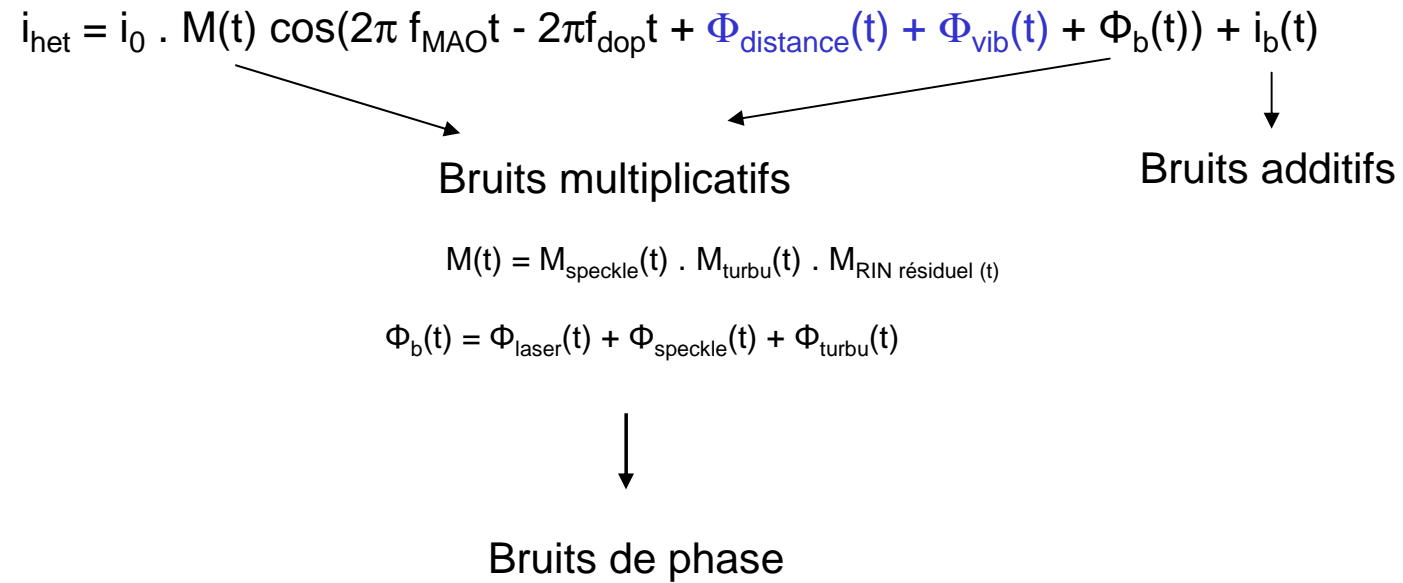 i_het = i_0 . M(t) cos(2π f_MAO t - 2πf_dop t + Φ_distance(t) + Φ_vib(t) + Φ_b(t)) + i_b(t)
Bruits multiplicatifs
Bruits additifs
M(t) = M_speckle(t) . M_turbu(t) . M_RIN résiduel (t)
Φ_b(t) = Φ_laser(t) + Φ_speckle(t) + Φ_turbu(t)
Bruits de phase